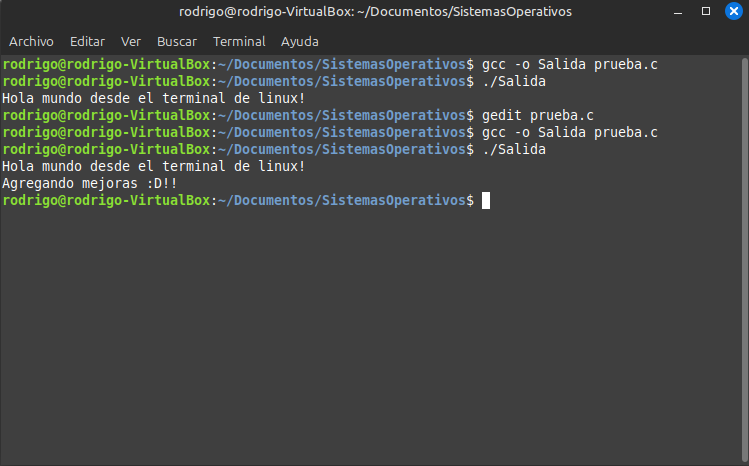 rodrigo@rodrigo-VirtualBox: ~/Documentos/SistemasOperativos
Archivo Editar Ver Buscar Terminal Ayuda
rodrigo@rodrigo-VirtualBox:~/Documentos/SistemasOperativos$ gcc -o Salida prueba.c
rodrigo@rodrigo-VirtualBox:~/Documentos/SistemasOperativos$ ./Salida
Hola mundo desde el terminal de linux!
rodrigo@rodrigo-VirtualBox:~/Documentos/SistemasOperativos$ gedit prueba.c
rodrigo@rodrigo-VirtualBox:~/Documentos/SistemasOperativos$ gcc -o Salida prueba.c
rodrigo@rodrigo-VirtualBox:~/Documentos/SistemasOperativos$ ./Salida
Hola mundo desde el terminal de linux!
Agregando mejoras :D!!
rodrigo@rodrigo-VirtualBox:~/Documentos/SistemasOperativos$